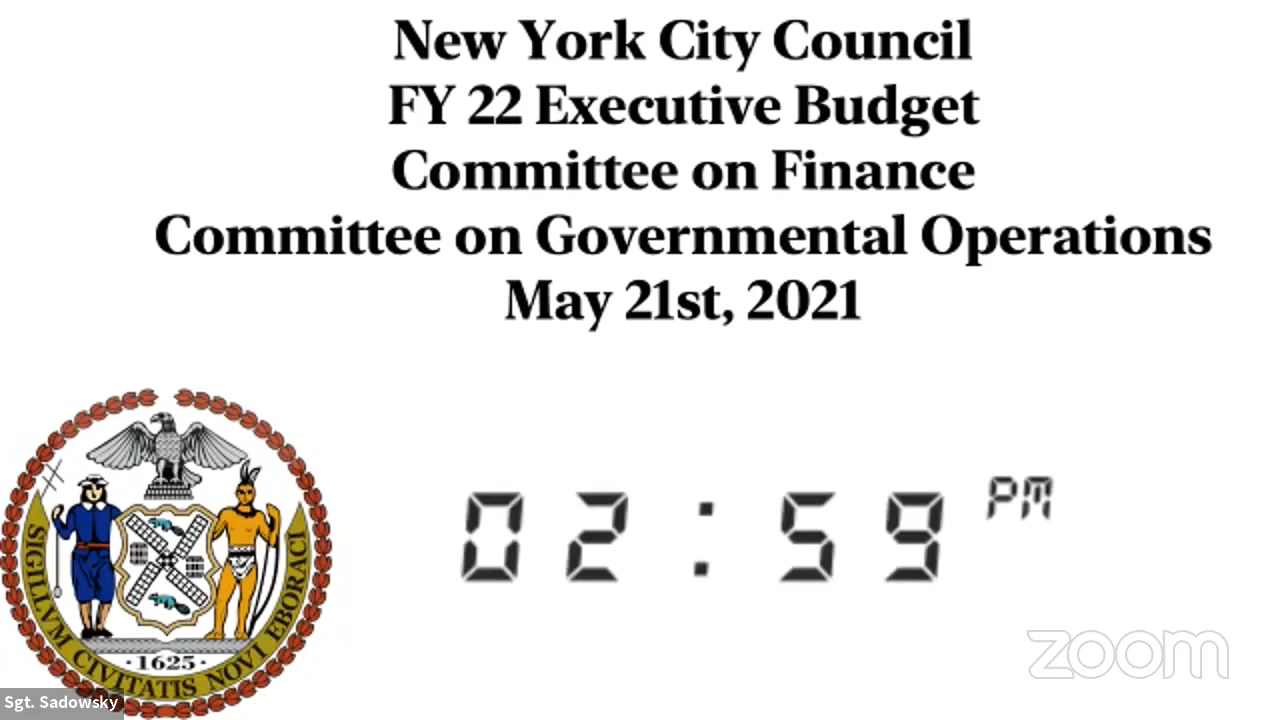 New York City Council
FY 22 Executive Budget
Committee on Finance
Committee on Governmental Operations
May 21st, 2021
02:59 PM
SIGILLVM CIVITATIS NOVI EBORACI
·1625·
zoom
Sgt. Sadowsky